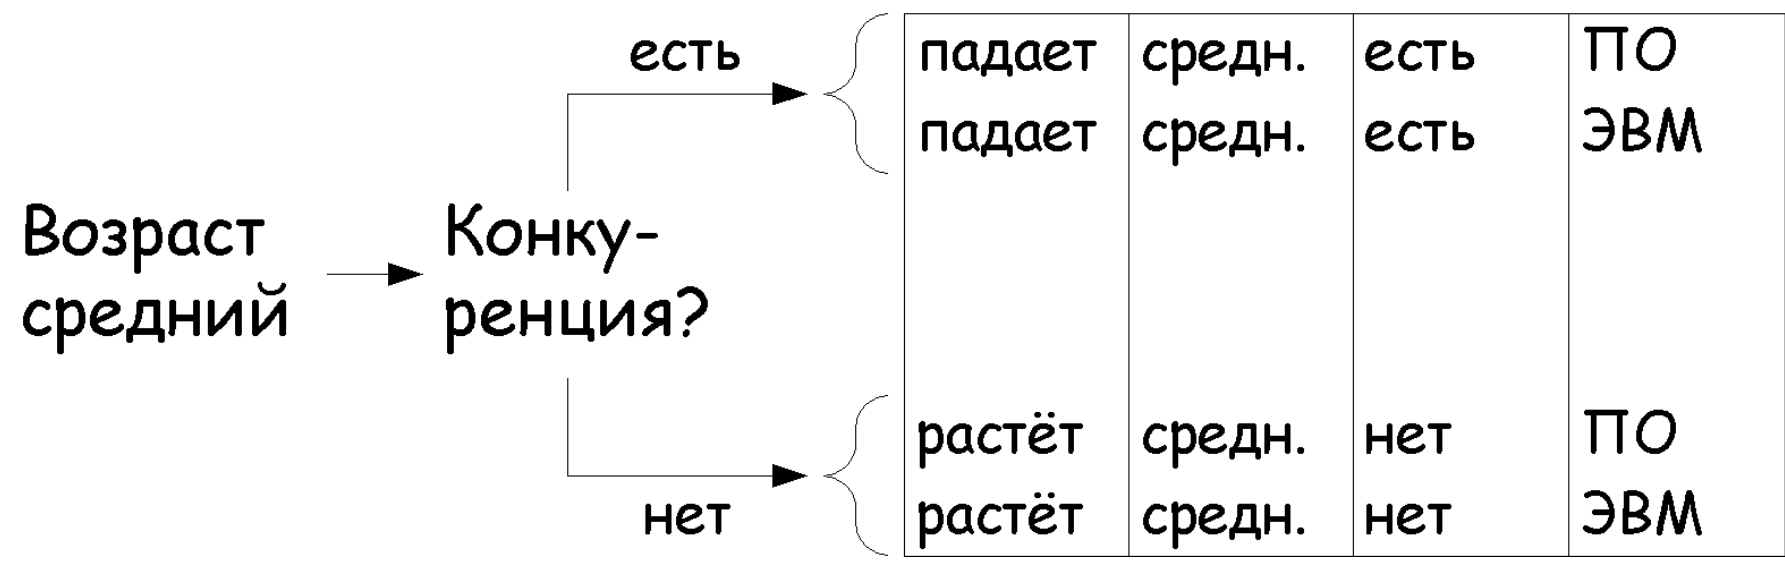 есть
падает средн. есть ПО
падает средн. есть ЭВМ
Возраст
средний
Конку-
ренция?
растёт средн. нет ПО
растёт средн. нет ЭВМ
нет